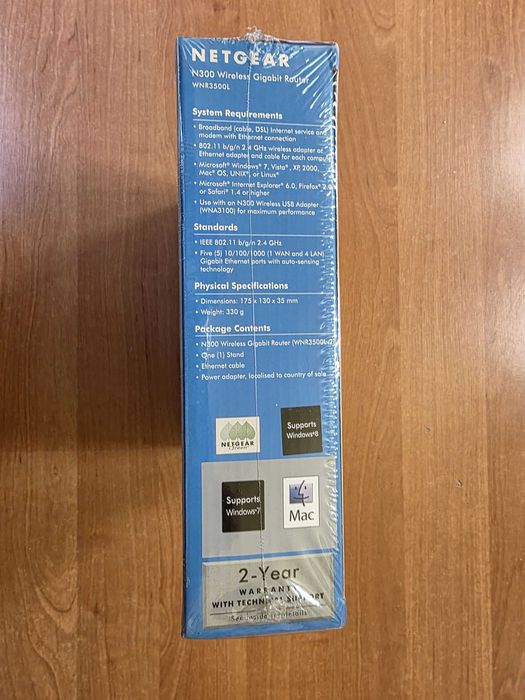 NETGEAR
N300 Wireless Gigabit Router
WNR3500L
System Requirements
• Broadband (cable, DSL) Internet service and
modem with Ethernet connection
• 802.11 b/g/n 2.4 GHz wireless adapter or
Ethernet adapter and cable for each computer
• Microsoft® Windows® 7, Vista®, XP, 2000,
Mac® OS, UNIX®, or Linux®
• Microsoft® Internet Explorer® 6.0, Firefox®
or Safari® 1.4 or higher
• Use with an N300 Wireless USB Adapter
(WNA3100) for maximum performance
Standards
• IEEE 802.11 b/g/n 2.4 GHz
• Five (5) 10/100/1000 (1 WAN and 4 LAN)
Gigabit Ethernet ports with auto-sensing
technology
Physical Specifications
• Dimensions: 175 x 130 x 35 mm
• Weight: 330 g
Package Contents
• N300 Wireless Gigabit Router (WNR3500L
• One (1) Stand
• Ethernet cable
• Power adapter, localised to country of sale
NETGEAR
Green
Supports
Windows®8
Supports
Windows®7
Mac
2-Year
WARRANTY
WITH TECHNICAL SUPPORT
See inside for details